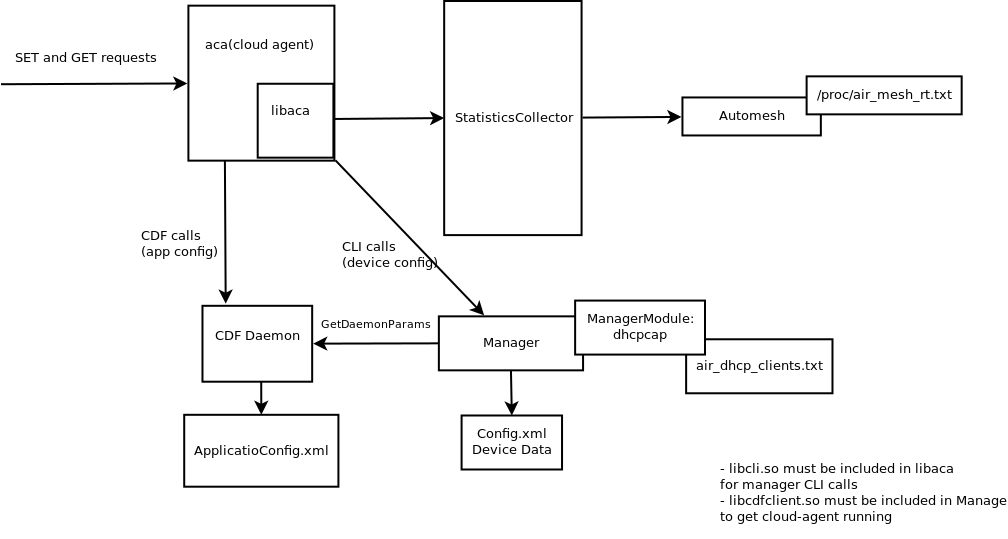 SET and GET requests
aca(cloud agent)
libaca
StatisticsCollector
Automesh
/proc/air_mesh_rt.txt
CDF calls
(app config)
CLI calls
(device config)
CDF Daemon
GetDaemonParams
Manager
ManagerModule:
dhcpcap
air_dhcp_clients.txt
ApplicatioConfig.xml
Config.xml
Device Data
- libcli.so must be included in libaca
for manager CLI calls
- libcdfclient.so must be included in Manage
to get cloud-agent running